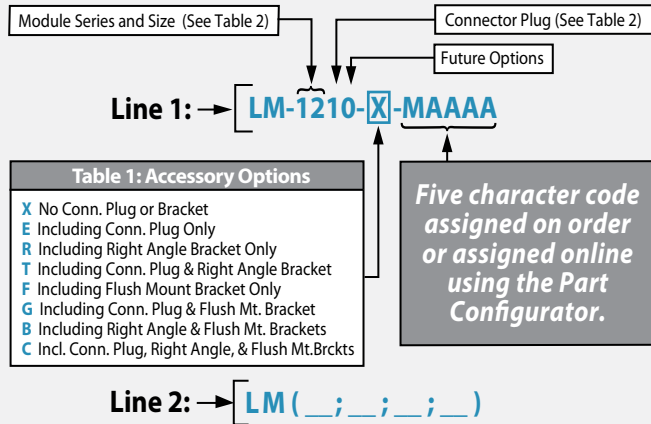 Module Series and Size (See Table 2)
Connector Plug (See Table 2)
Future Options
Line 1: LM-1210-X-MAAAA
Table 1: Accessory Options
X No Conn. Plug or Bracket
E Including Conn. Plug Only
R Including Right Angle Bracket Only
T Including Conn. Plug & Right Angle Bracket
F Including Flush Mount Bracket Only
G Including Conn. Plug & Flush Mt. Bracket
B Including Right Angle & Flush Mt. Brackets
C Incl. Conn. Plug, Right Angle, & Flush Mt.Brckts
Five character code
assigned on order
or assigned online
using the Part
Configurator.
Line 2: LM ( __ ; __ ; __ ; __ )